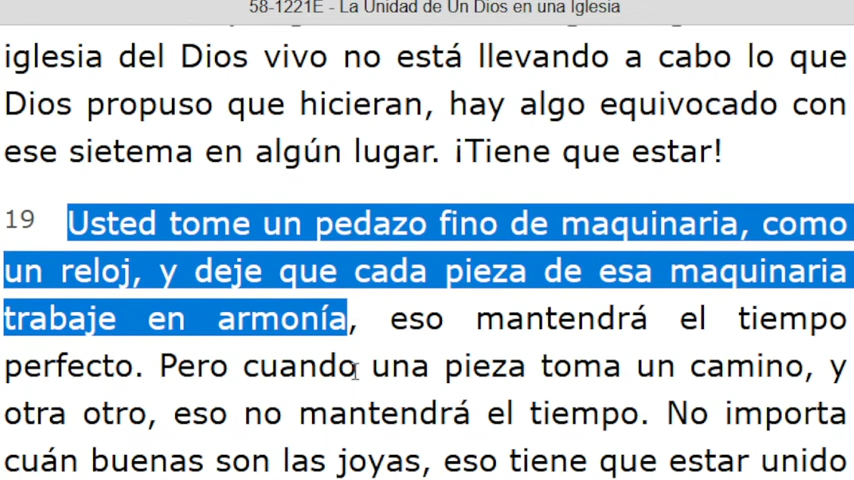 58-1221E - La Unidad de Un Dios en una Iglesia
iglesia del Dios vivo no está llevando a cabo lo que
Dios propuso que hicieran, hay algo equivocado con
ese sietema en algún lugar. ¡Tiene que estar!
19 Usted tome un pedazo fino de maquinaria, como
un reloj, y deje que cada pieza de esa maquinaria
trabaje en armonía, eso mantendrá el tiempo
perfecto. Pero cuando una pieza toma un camino, y
otra otro, eso no mantendrá el tiempo. No importa
cuán buenas son las joyas, eso tiene que estar unido